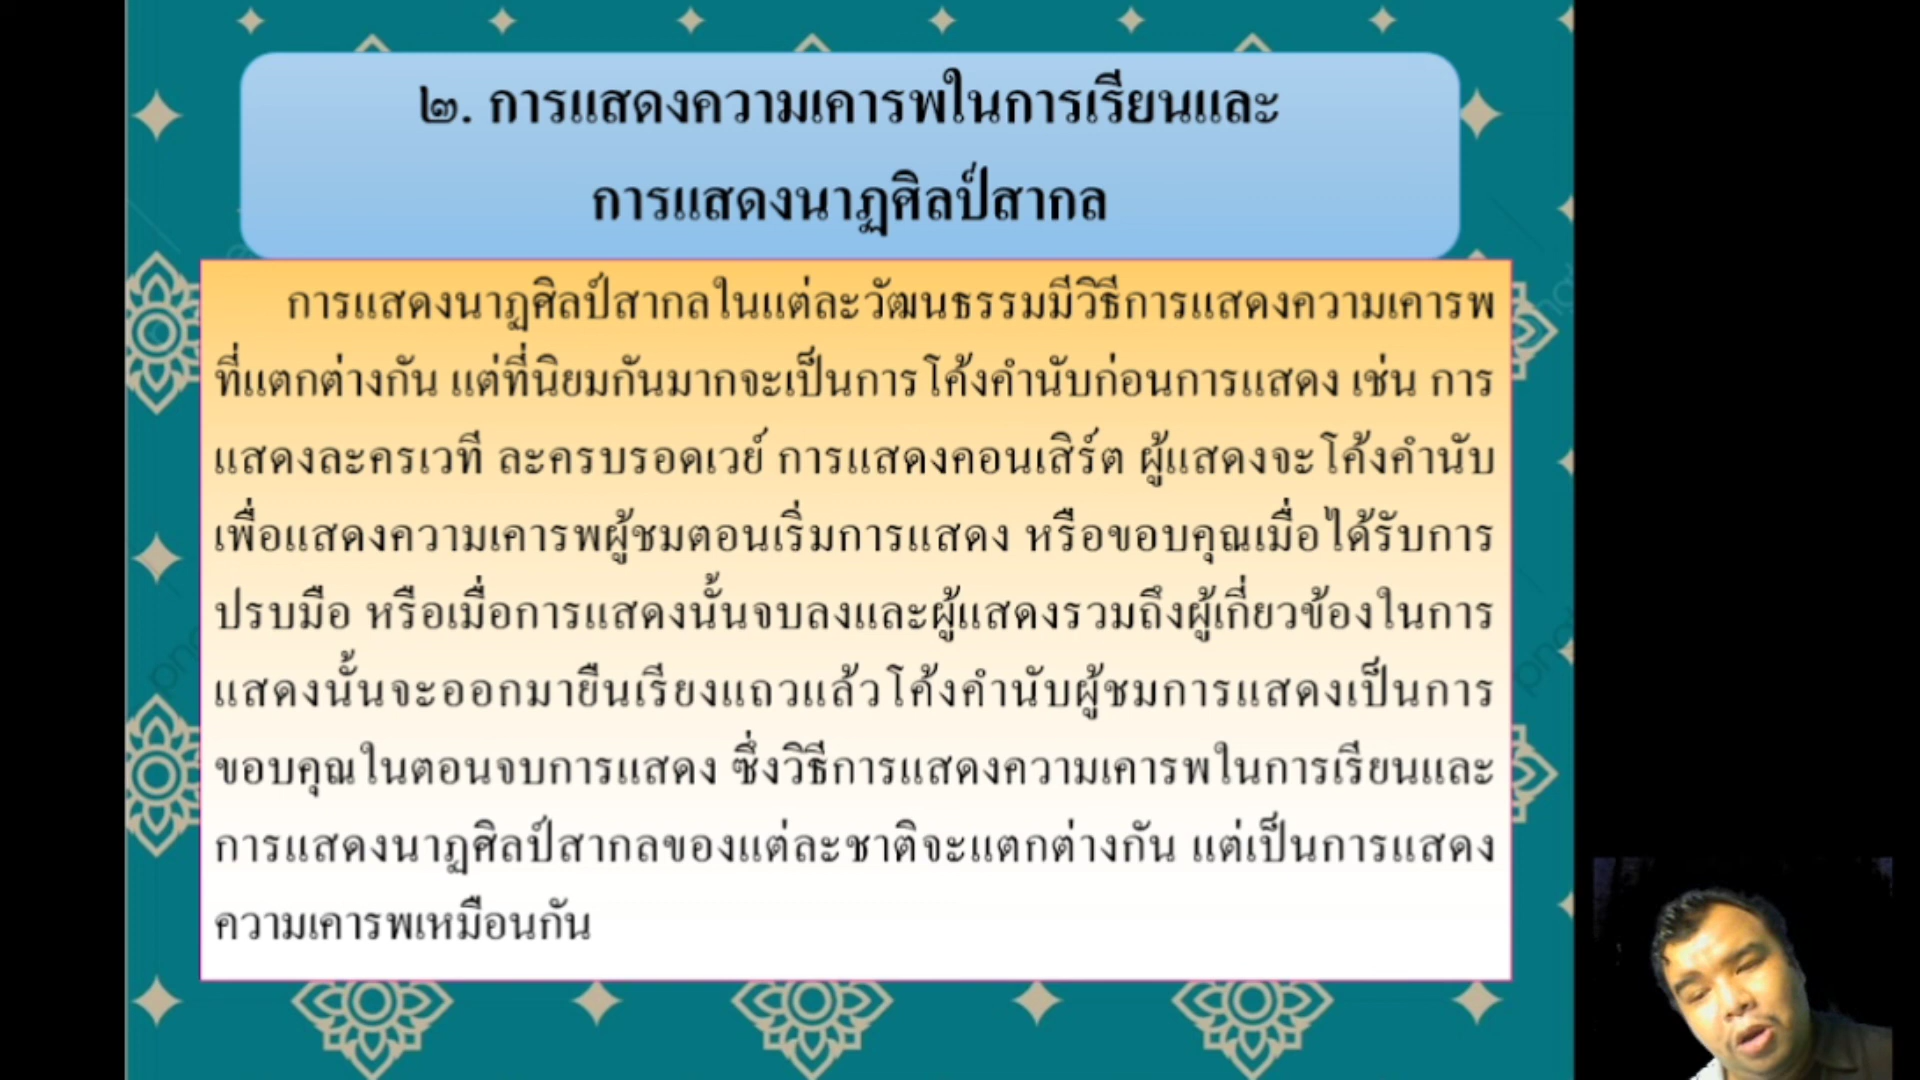 ๒. การแสดงความเคารพในการเรียนและ
การแสดงนาฏศิลป์สากล
การแสดงนาฏศิลป์สากลในแต่ละวัฒนธรรมมีวิธีการแสดงความเคารพ
ที่แตกต่างกัน แต่ที่นิยมกันมากจะเป็นการโค้งคำนับก่อนการแสดง เช่น การ
แสดงละครเวที ละครบรอดเวย์ การแสดงคอนเสิร์ต ผู้แสดงจะโค้งคำนับ
เพื่อแสดงความเคารพผู้ชมตอนเริ่มการแสดง หรือขอบคุณเมื่อได้รับการ
ปรบมือ หรือเมื่อการแสดงนั้นจบลงและผู้แสดงรวมถึงผู้เกี่ยวข้องในการ
แสดงนั้นจะออกมายืนเรียงแถวแล้วโค้งคำนับผู้ชมการแสดงเป็นการ
ขอบคุณในตอนจบการแสดง ซึ่งวิธีการแสดงความเคารพในการเรียนและ
การแสดงนาฏศิลป์สากลของแต่ละชาติจะแตกต่างกัน แต่เป็นการแสดง
ความเคารพเหมือนกัน